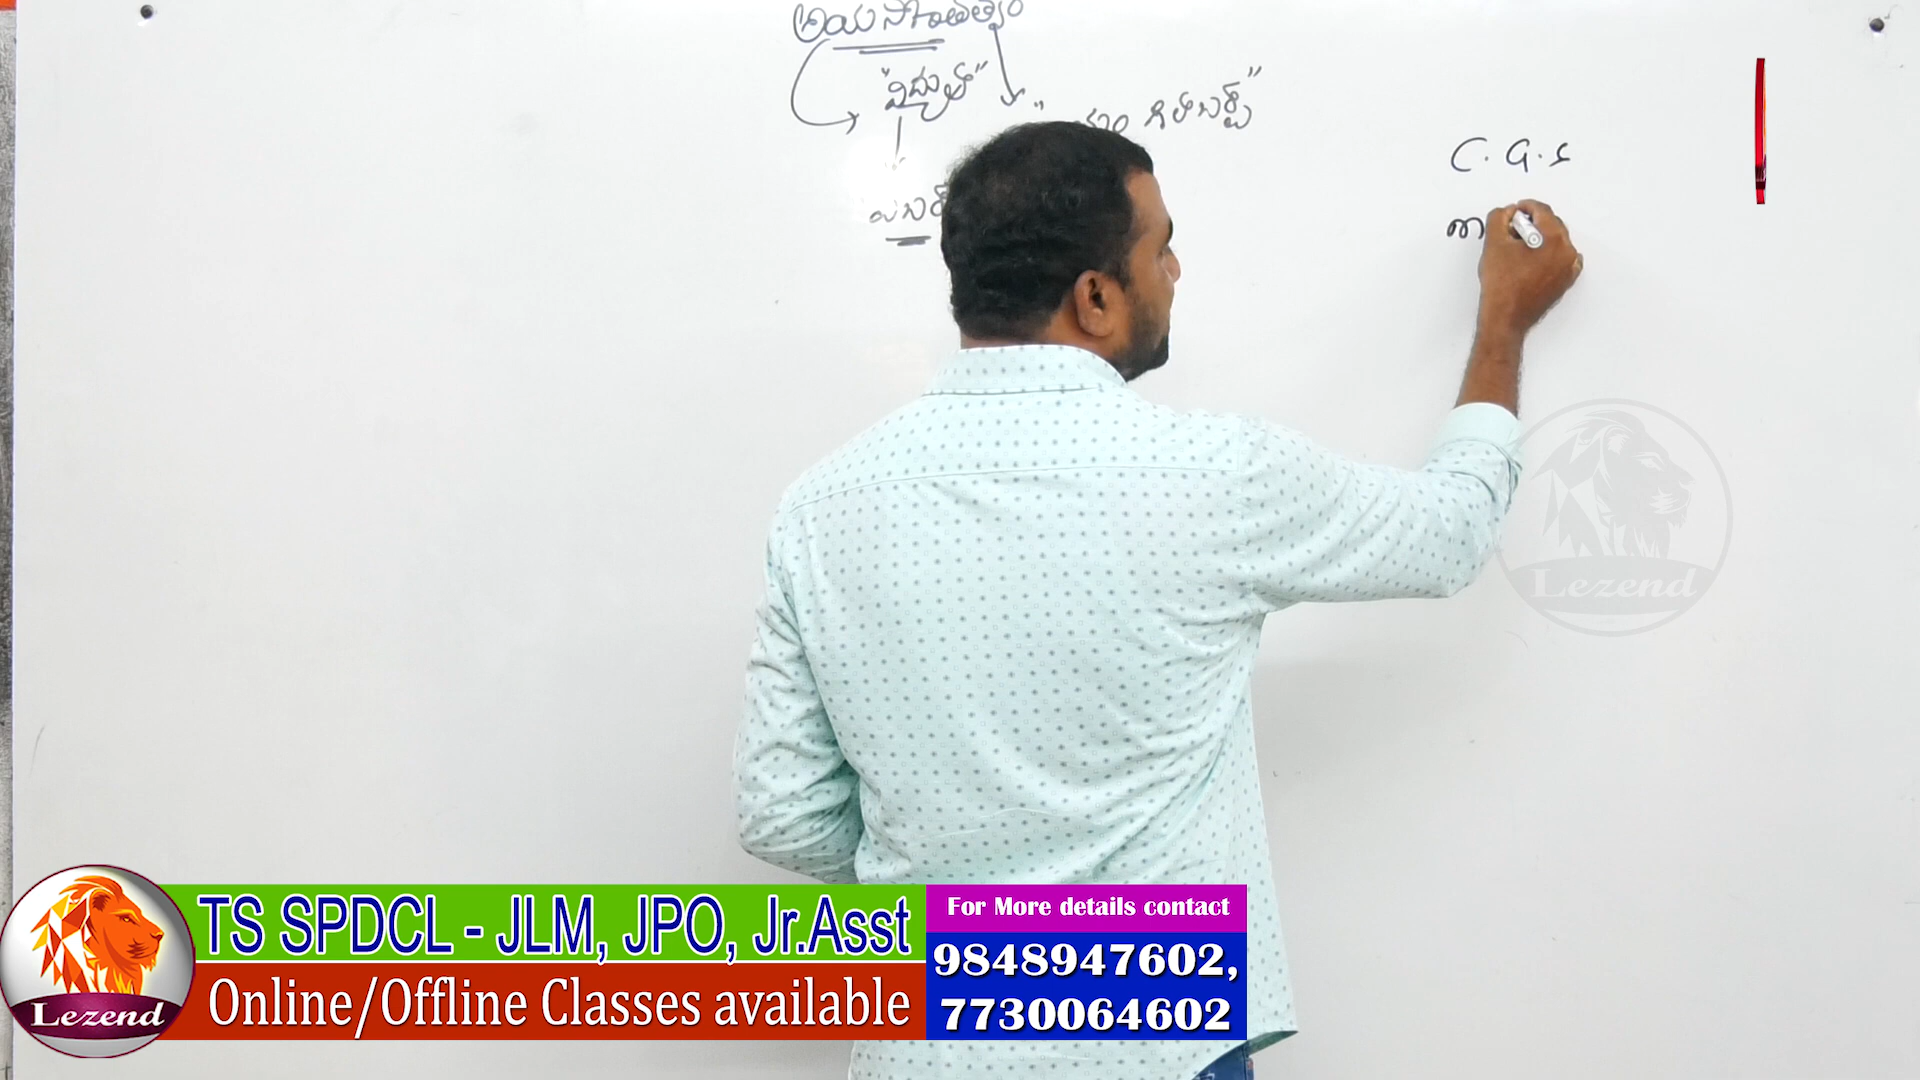 అయస్కాంతత్వం
"విద్యుత్"
గిల్‌బర్ట్"
C.G.S
Lezend
TS SPDCL - JLM, JPO, Jr.Asst
Online/Offline Classes available
For More details contact
9848947602,
7730064602
Lezend